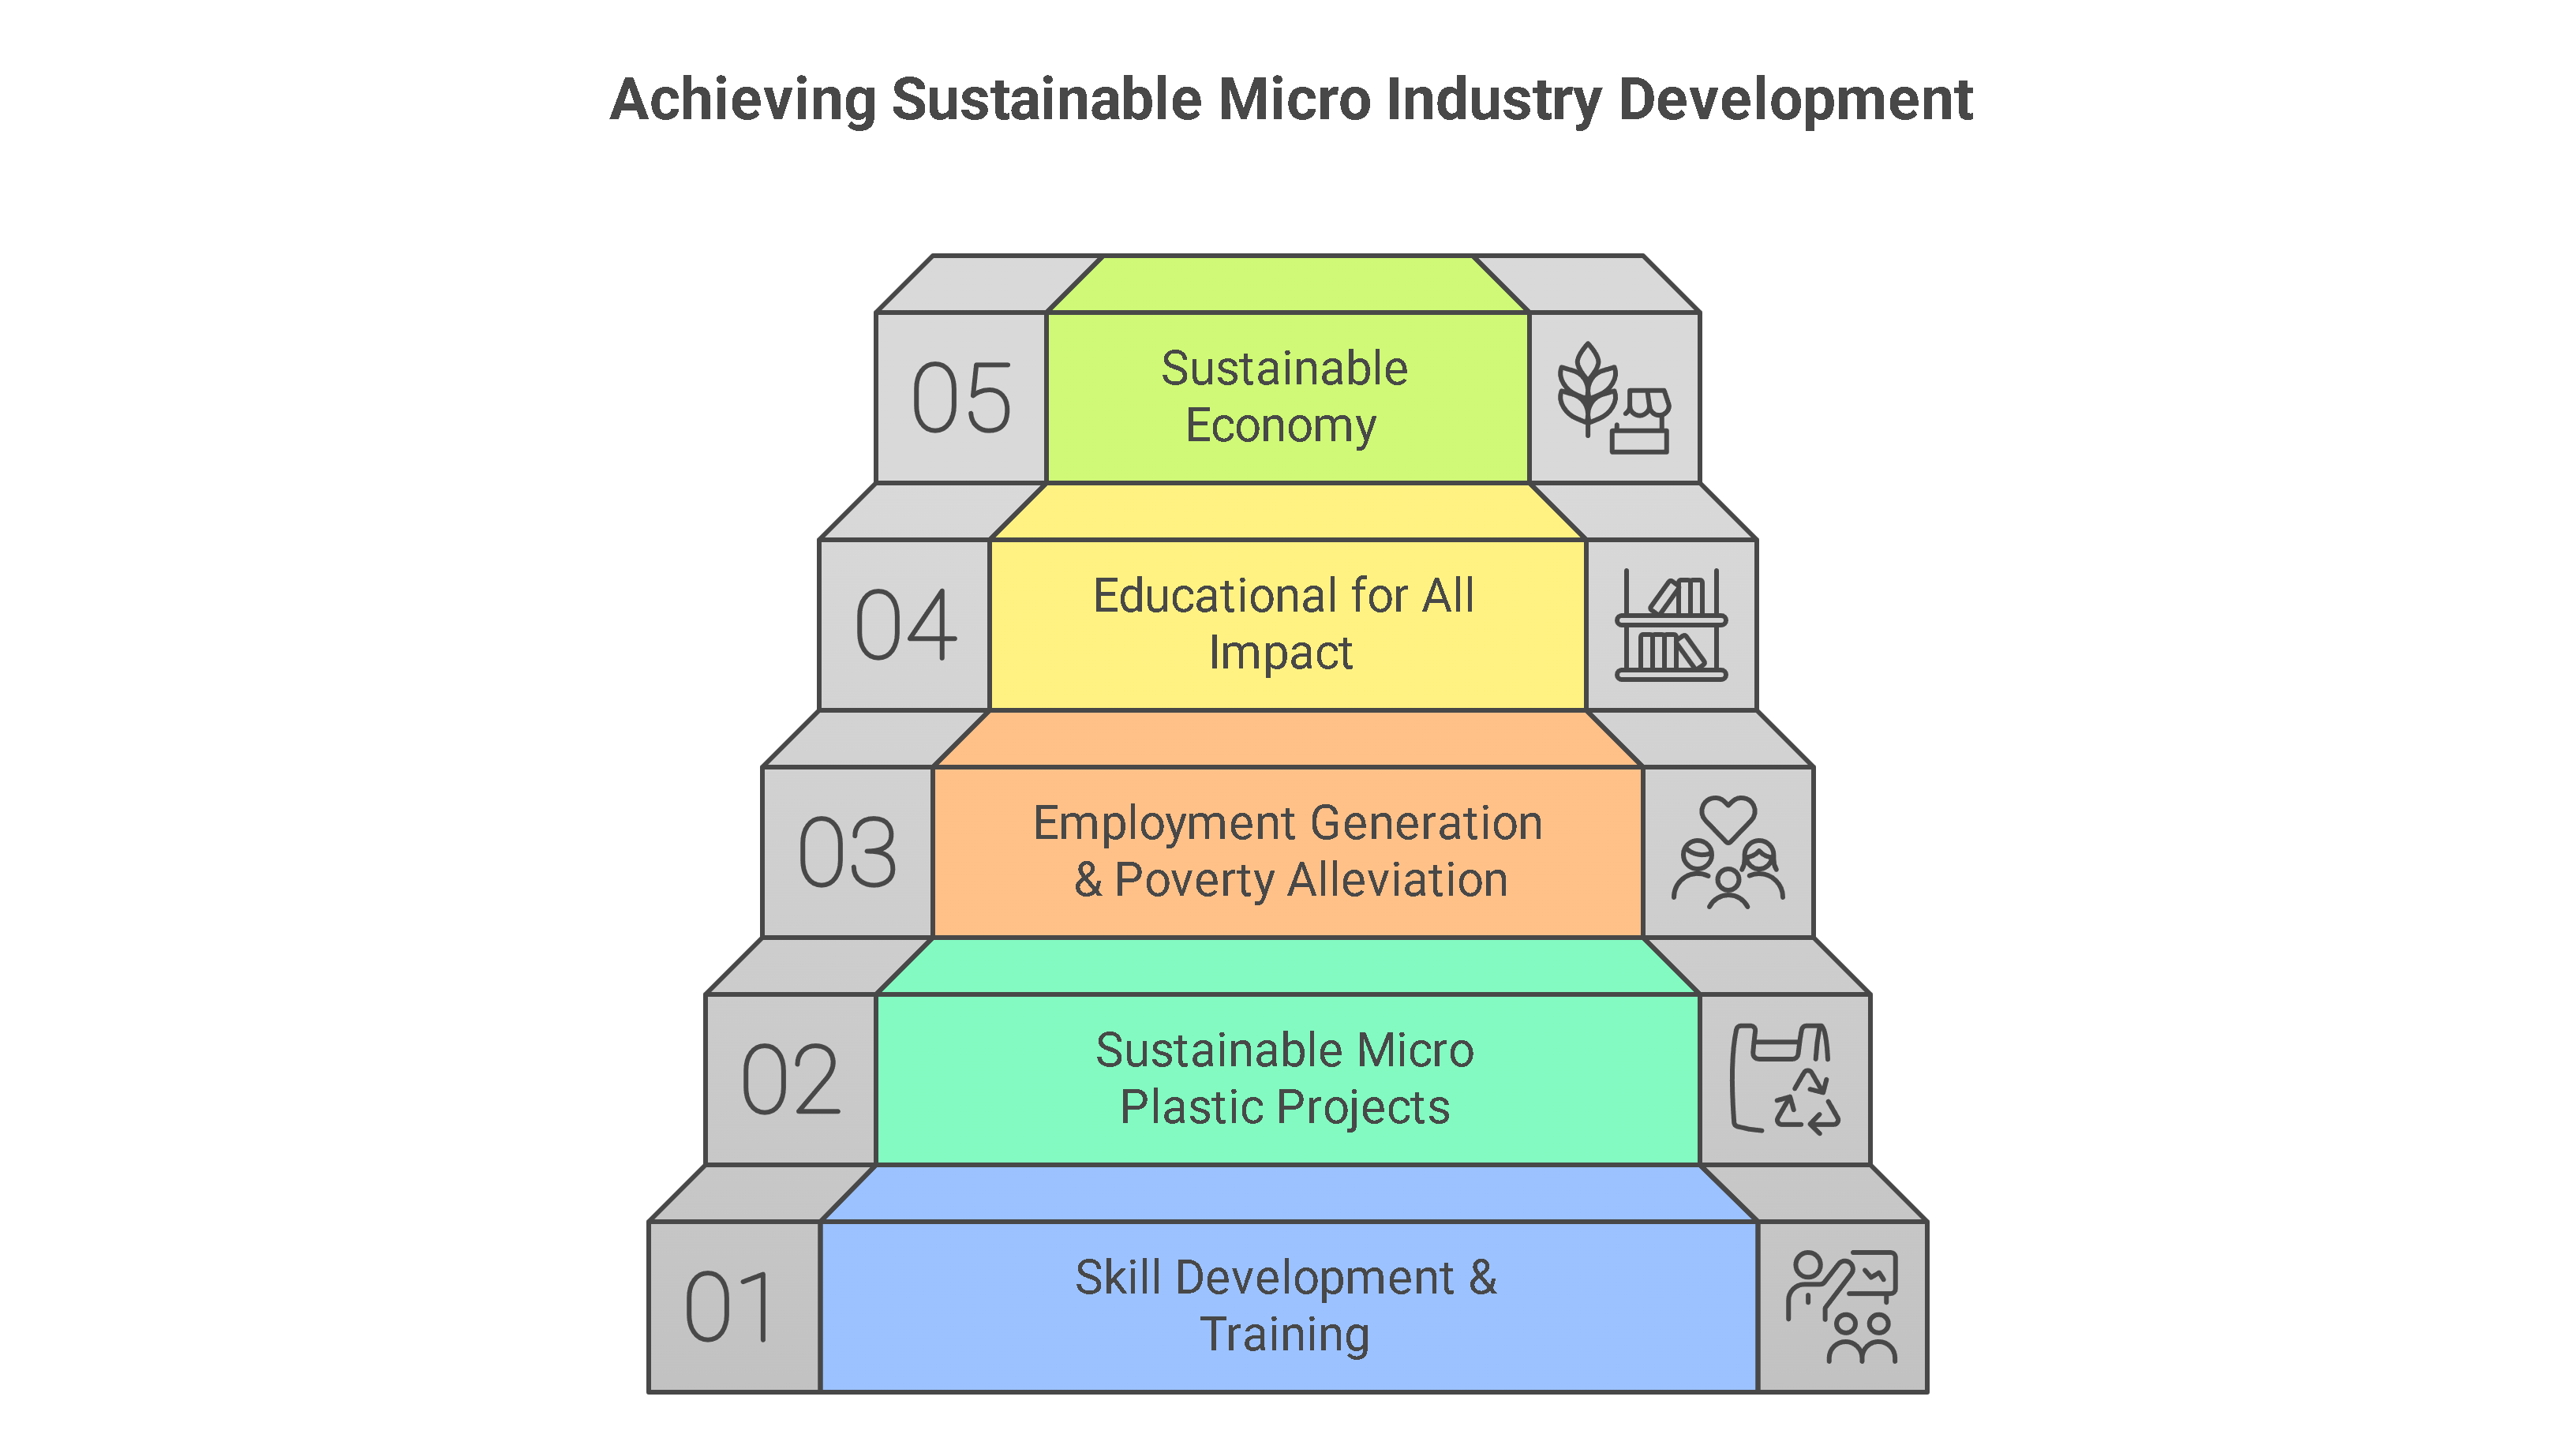 Achieving Sustainable Micro Industry Development
05
Sustainable
Economy
04
Educational for All
Impact
03
Employment Generation
& Poverty Alleviation
02
Sustainable Micro
Plastic Projects
01
Skill Development &
Training